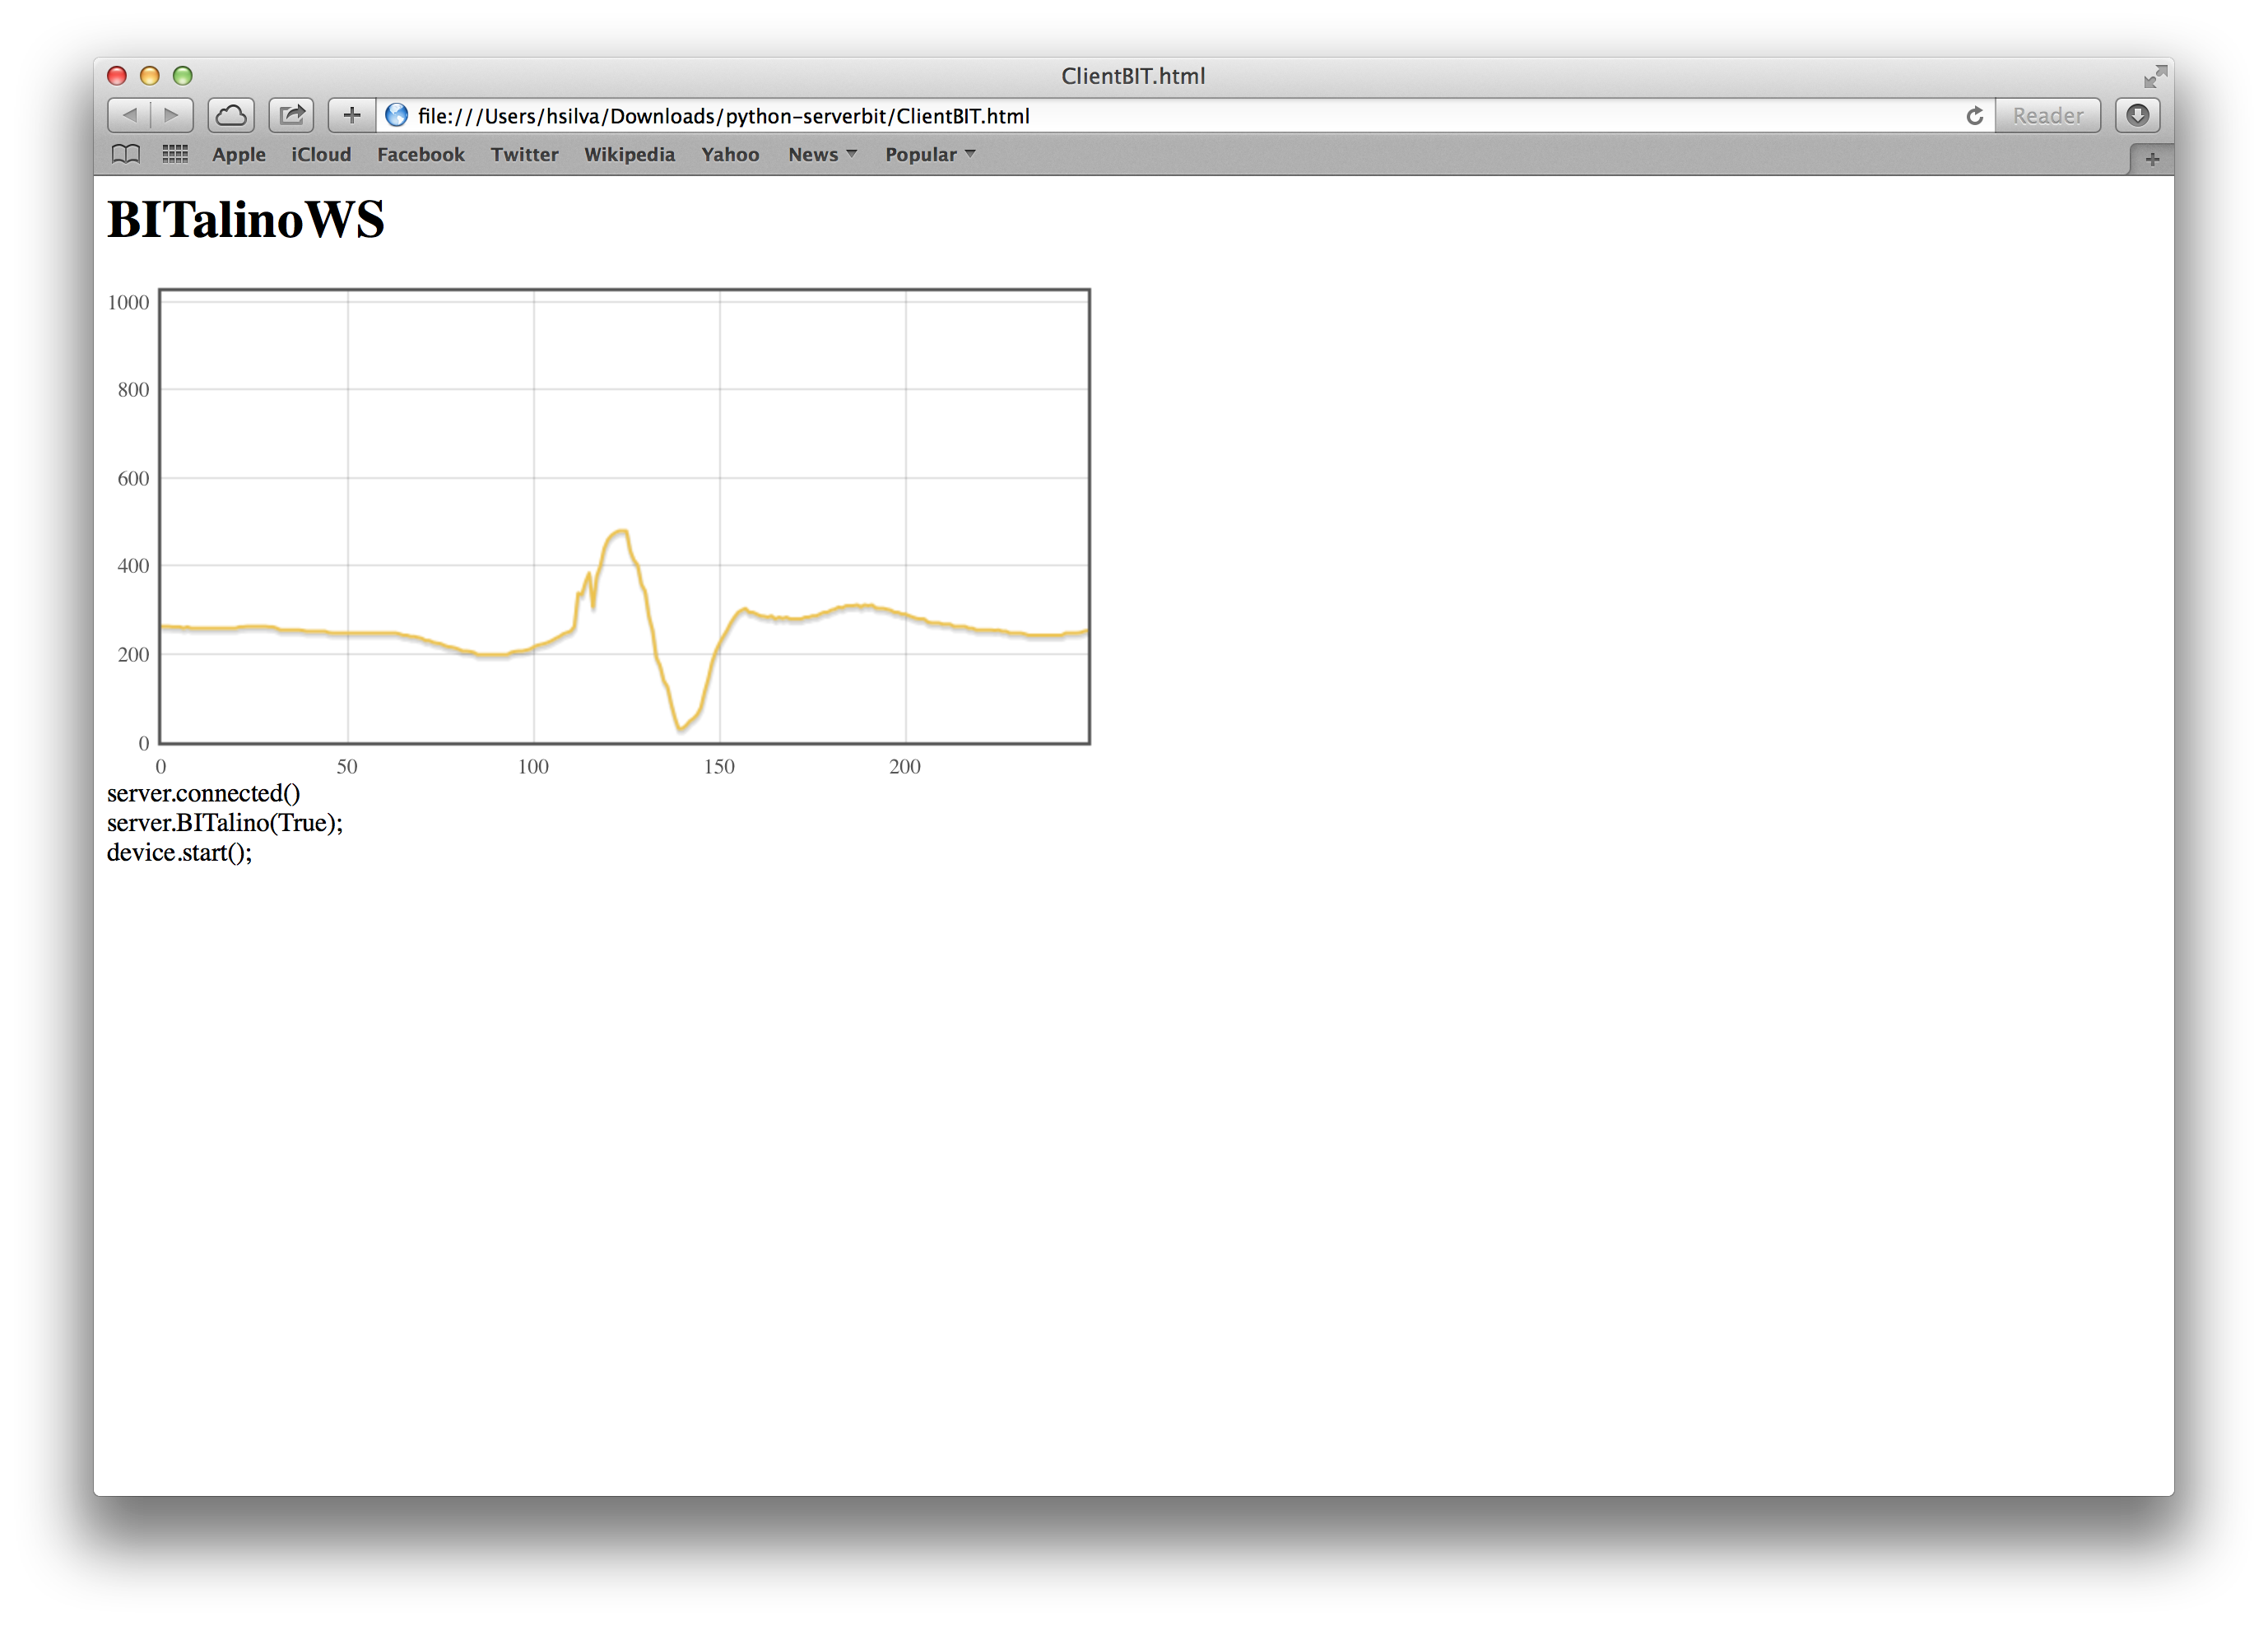 ClientBIT.html
file:///Users/hsilva/Downloads/python-serverbit/ClientBIT.html
Reader
Apple iCloud Facebook Twitter Wikipedia Yahoo News Popular
BITalinoWS
1000
800
600
400
200
0
0 50 100 150 200
server.connected()
server.BITalino(True);
device.start();